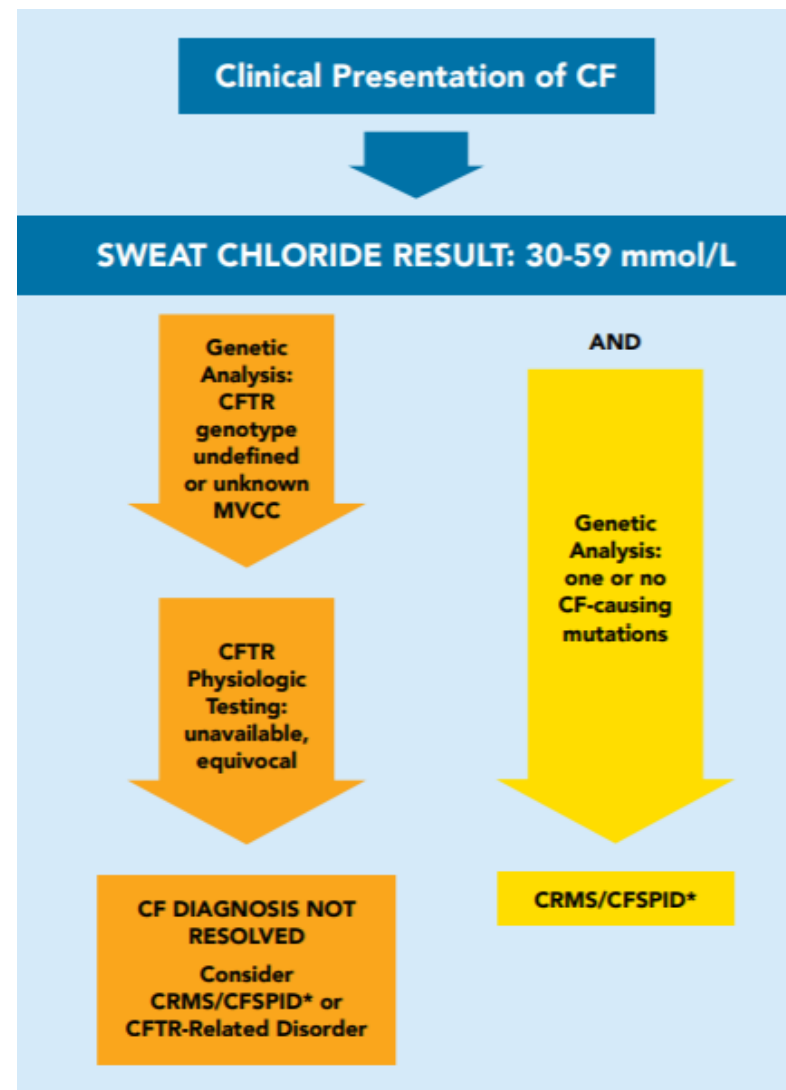 Clinical Presentation of CF
SWEAT CHLORIDE RESULT: 30-59 mmol/L
Genetic
Analysis:
CFTR
genotype
undefined
or unknown
MVCC
CFTR
Physiologic
Testing:
unavailable,
equivocal
CF DIAGNOSIS NOT
RESOLVED
Consider
CRMS/CFSPID* or
CFTR-Related Disorder
AND
Genetic
Analysis:
one or no
CF-causing
mutations
CRMS/CFSPID*